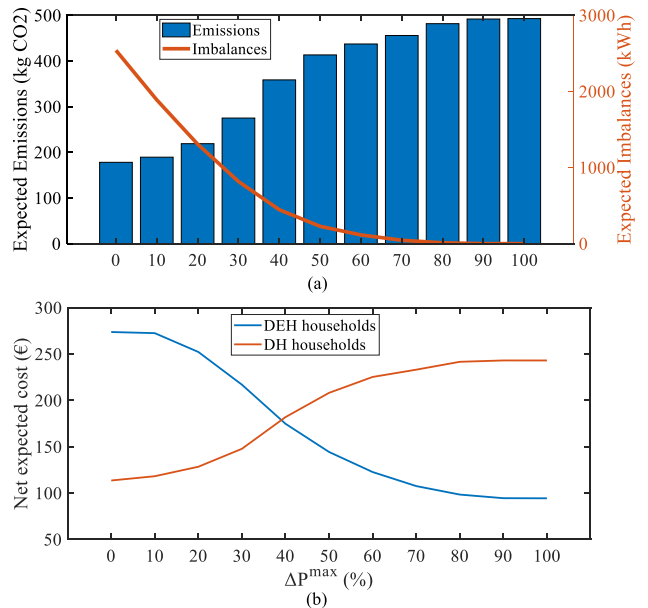 Expected Emissions (kg CO2)
500
400
300
200
100
0
Emissions
Imbalances
3000
2000
1000
0
Expected Imbalances (kWh)
0 10 20 30 40 50 60 70 80 90 100
(a)
Net expected cost (€)
300
250
200
150
100
50
DEH households
DH households
0 10 20 30 40 50 60 70 80 90 100
ΔP^max (%)
(b)